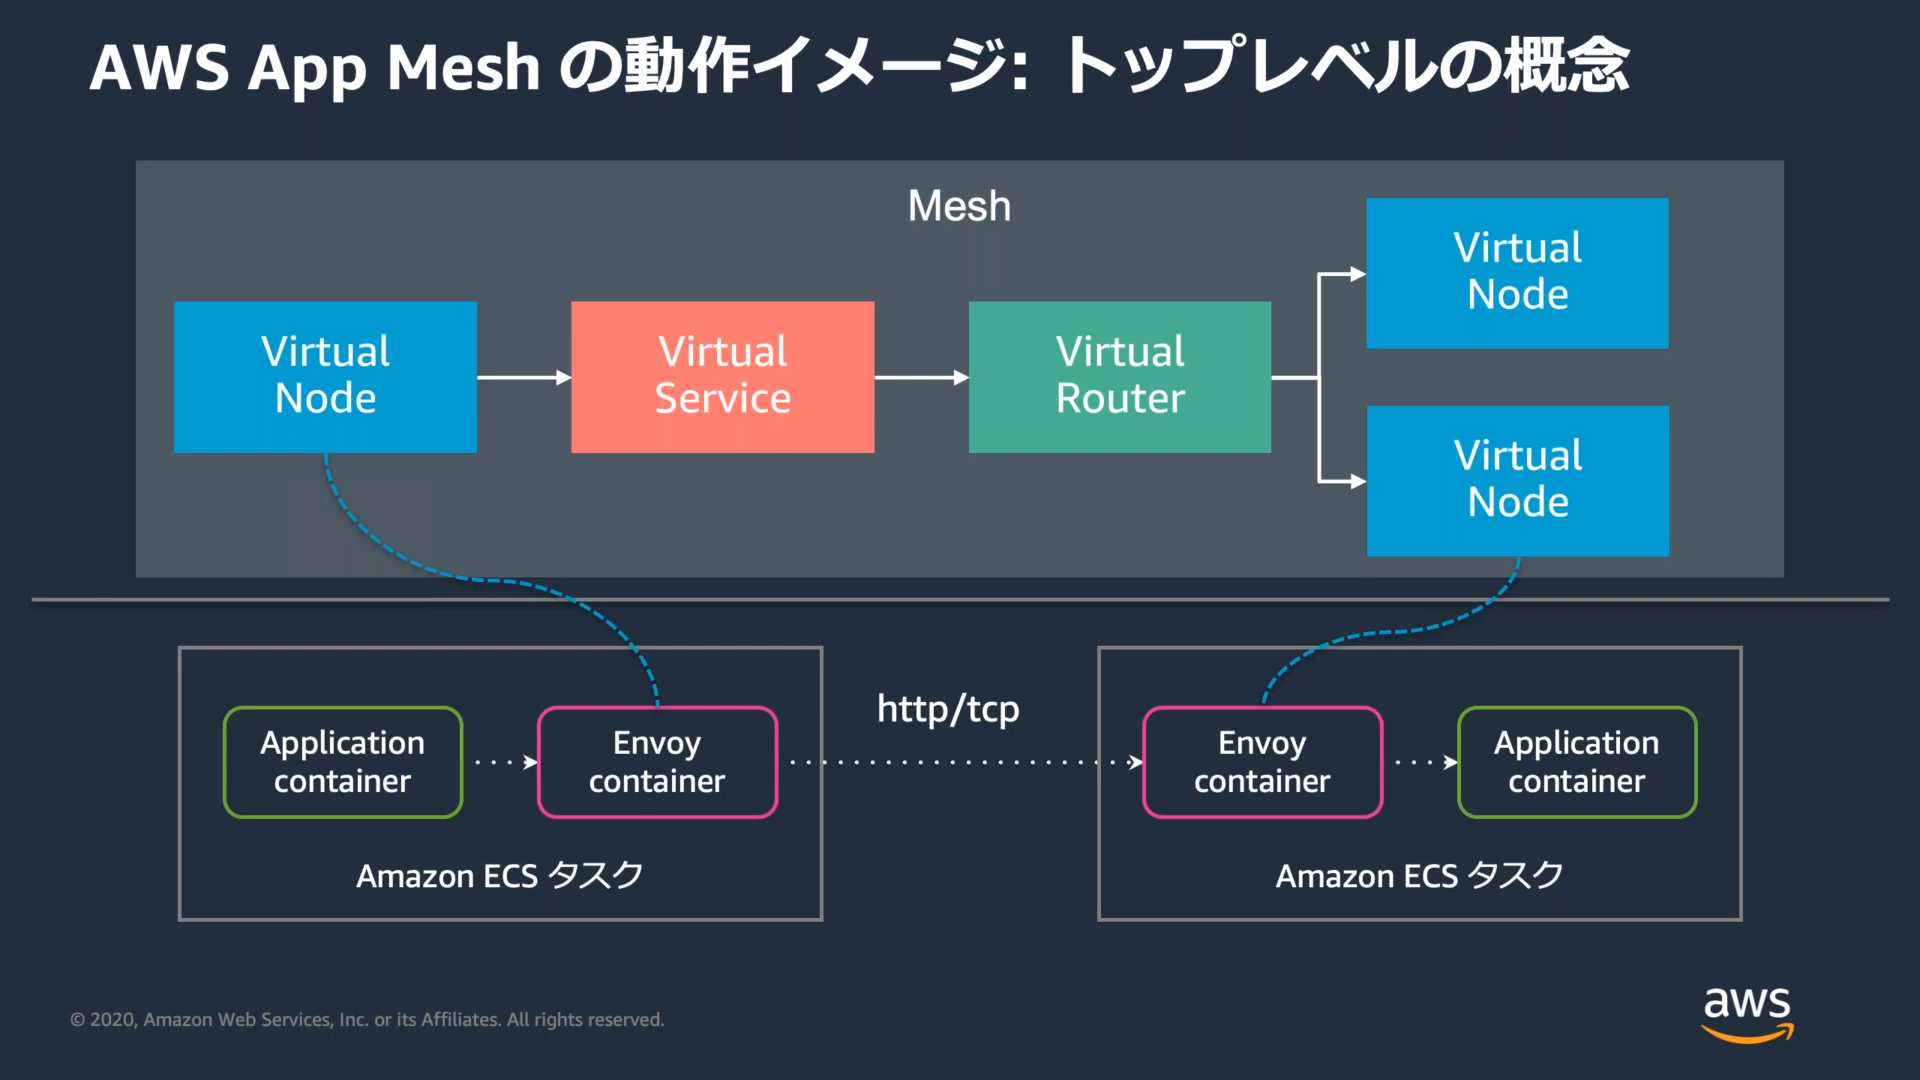 AWS App Mesh の動作イメージ: トップレベルの概念
Mesh
Virtual
Node
Virtual
Service
Virtual
Router
Virtual
Node
Virtual
Node
Application
container
Envoy
container
Amazon ECS タスク
http/tcp
Envoy
container
Application
container
Amazon ECS タスク
© 2020, Amazon Web Services, Inc. or its Affiliates. All rights reserved.
aws